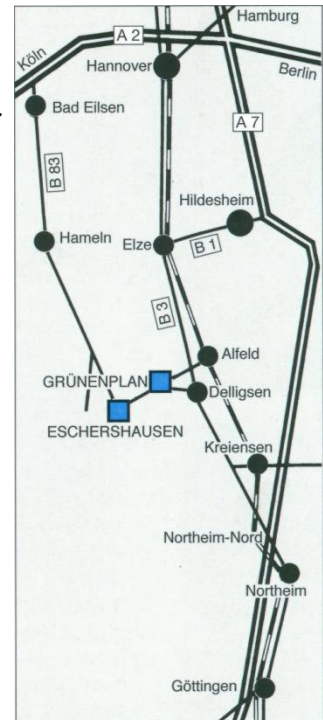 Hamburg
A 2
Köln
Hannover
Berlin
Bad Eilsen
A 7
B 83
Hildesheim
Hameln
Elze
B 1
B 3
Alfeld
GRÜNENPLAN
Delligsen
ESCHERSHAUSEN
Kreiensen
Northeim-Nord
Northeim
Göttingen